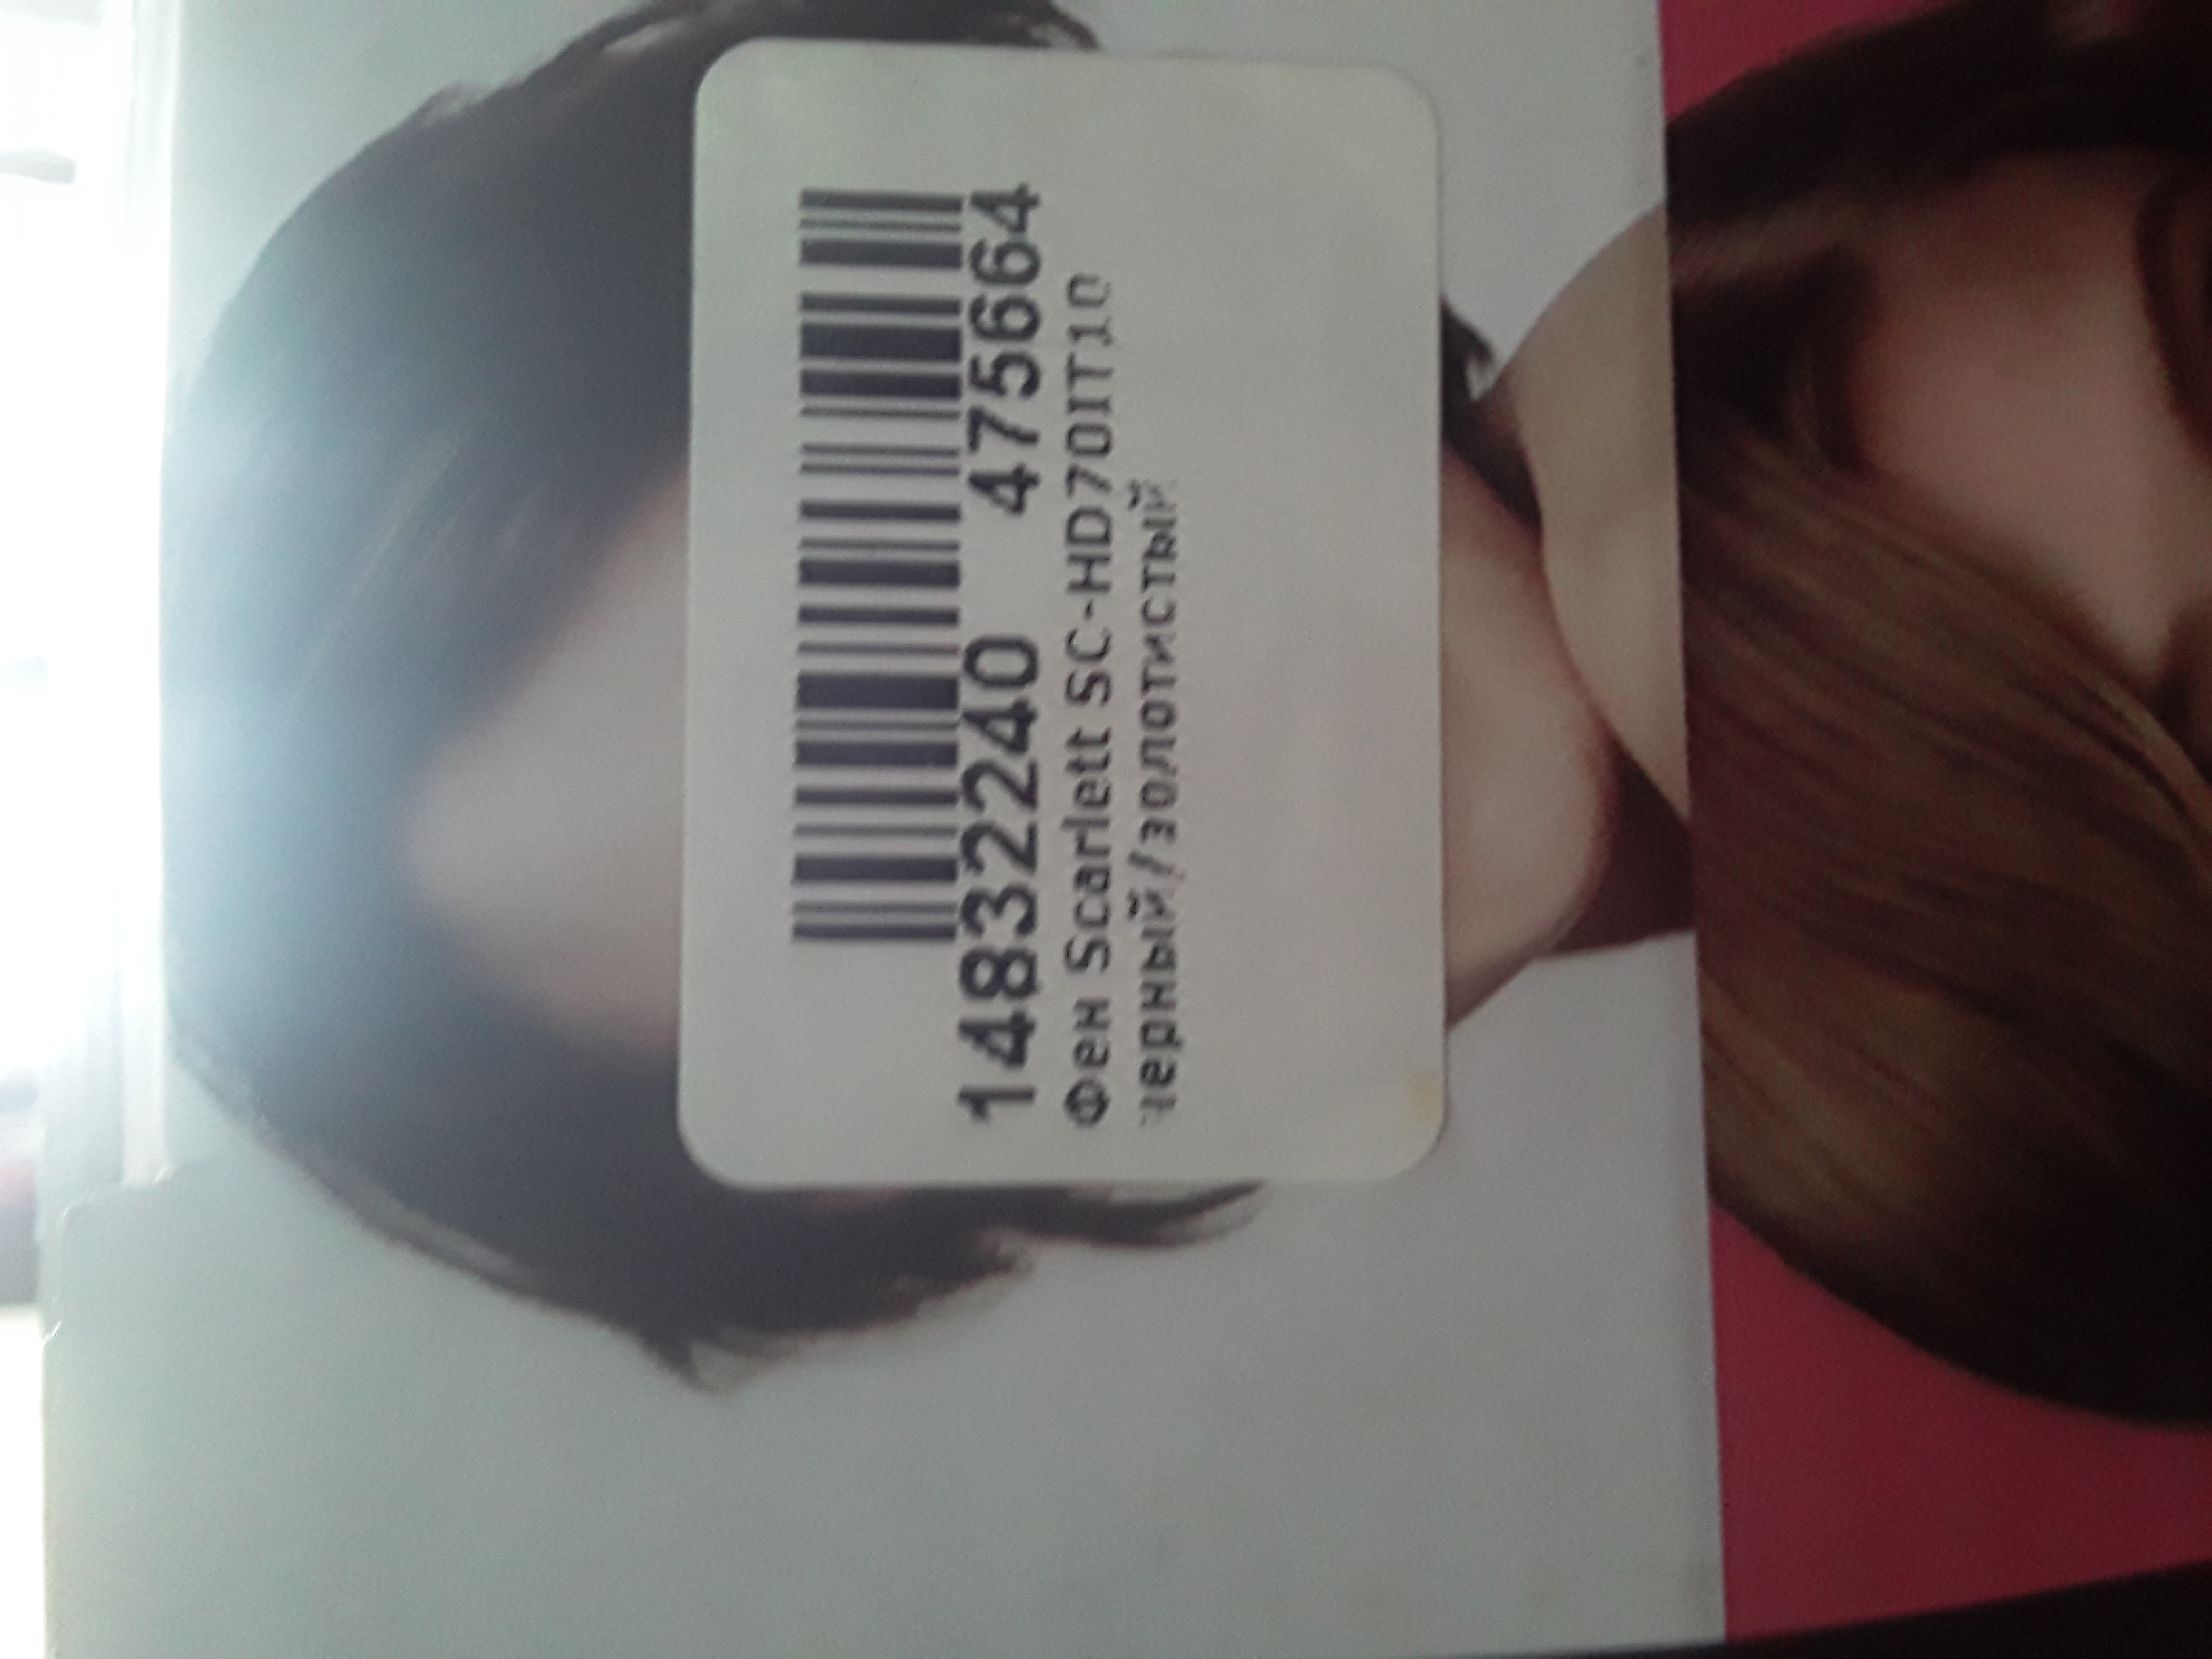 14832240 475664
Фен Scarlett SC-HD70IT10
черный/золотистый